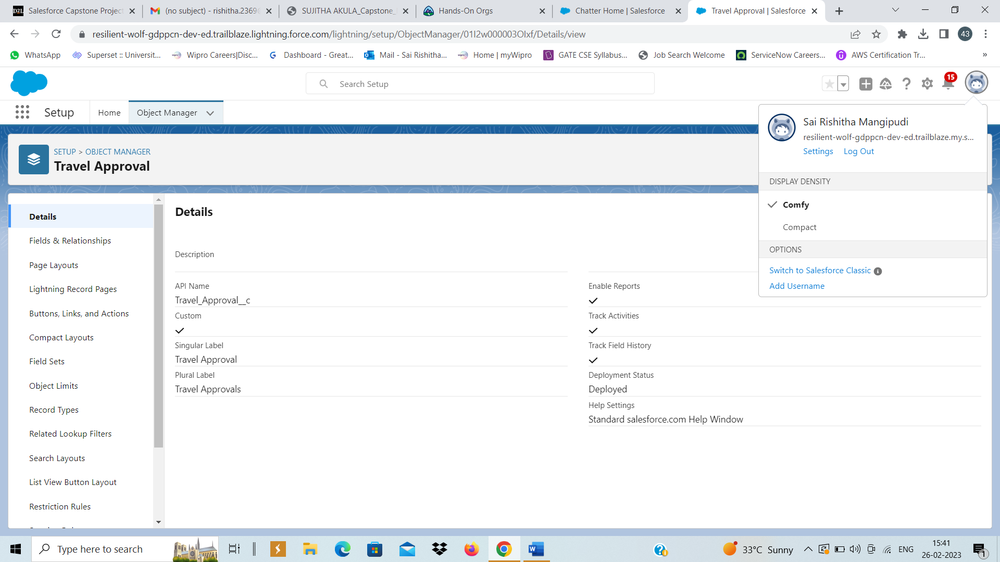 Salesforce Capstone Project
(no subject) - rishitha.2369@
SUJITHA AKULA_Capstone_
Hands-On Orgs
Chatter Home | Salesforce
Travel Approval | Salesforce
resilient-wolf-gdppcn-dev-ed.trailblaze.lightning.force.com/lightning/setup/ObjectManager/01I2w000003OIxf/Details/view
43
WhatsApp
Superset :: Universit...
Wipro Careers|Disc...
Dashboard - Great...
Mail - Sai Rishitha...
Home | myWipro
GATE CSE Syllabus...
Job Search Welcome
ServiceNow Careers...
AWS Certification Tr...
»
Search Setup
15
Setup
Home
Object Manager
SETUP > OBJECT MANAGER
Travel Approval
Sai Rishitha Mangipudi
resilient-wolf-gdppcn-dev-ed.trailblaze.my.s...
Settings Log Out
DISPLAY DENSITY
Comfy
Compact
OPTIONS
Switch to Salesforce Classic
Add Username
Details
Fields & Relationships
Page Layouts
Lightning Record Pages
Buttons, Links, and Actions
Compact Layouts
Field Sets
Object Limits
Record Types
Related Lookup Filters
Search Layouts
List View Button Layout
Restriction Rules
Details
Description
API Name
Travel_Approval__c
Custom
Singular Label
Travel Approval
Plural Label
Travel Approvals
Enable Reports
Track Activities
Track Field History
Deployment Status
Deployed
Help Settings
Standard salesforce.com Help Window
Type here to search
33°C Sunny
ENG
15:41
26-02-2023
1